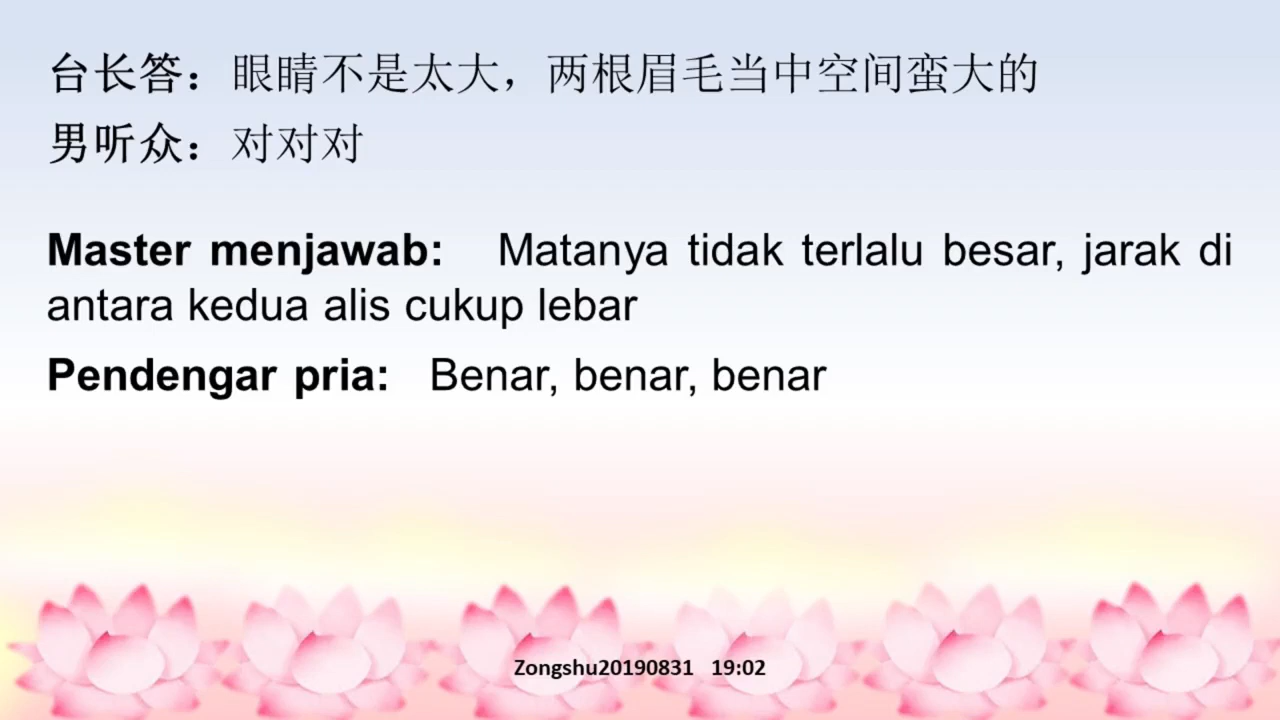 台长答：眼睛不是太大，两根眉毛当中空间蛮大的
男听众：对对对
Master menjawab: Matanya tidak terlalu besar, jarak di
antara kedua alis cukup lebar
Pendengar pria: Benar, benar, benar
Zongshu20190831 19:02